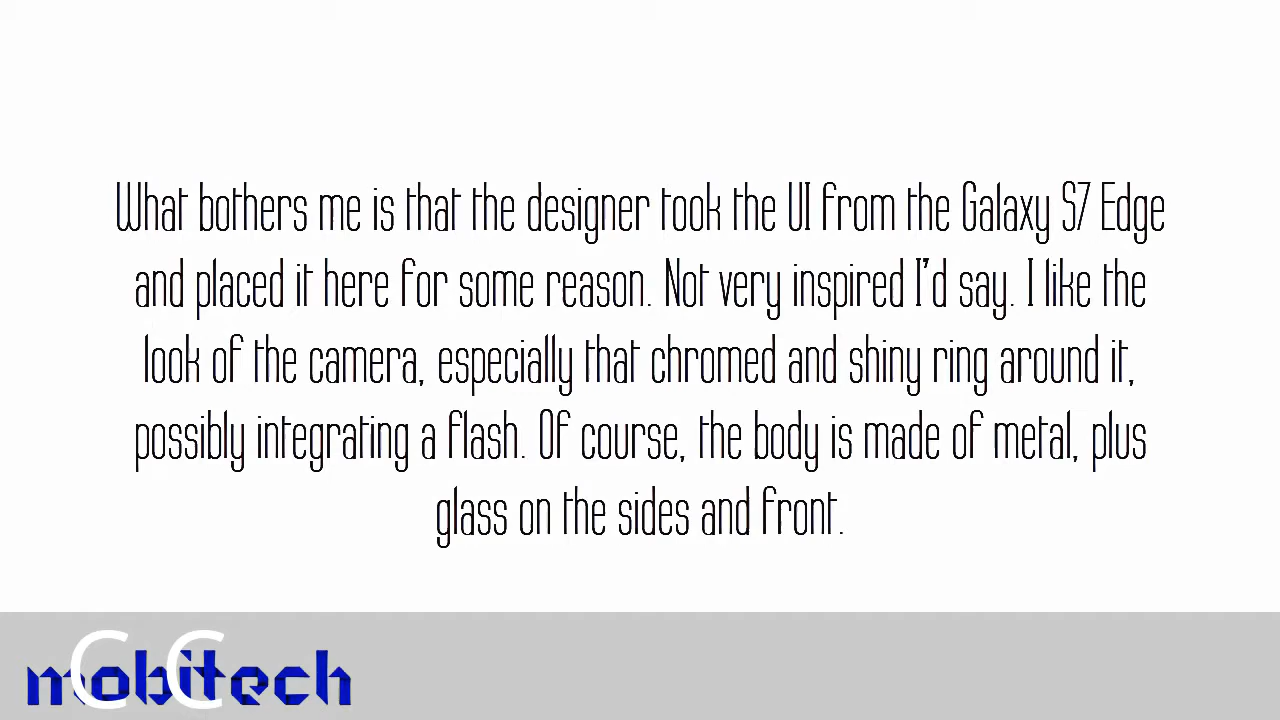 What bothers me is that the designer took the UI from the Galaxy S7 Edge
and placed it here for some reason. Not very inspired I'd say. I like the
look of the camera, especially that chromed and shiny ring around it,
possibly integrating a flash. Of course, the body is made of metal, plus
glass on the sides and front.
mobitech
CC